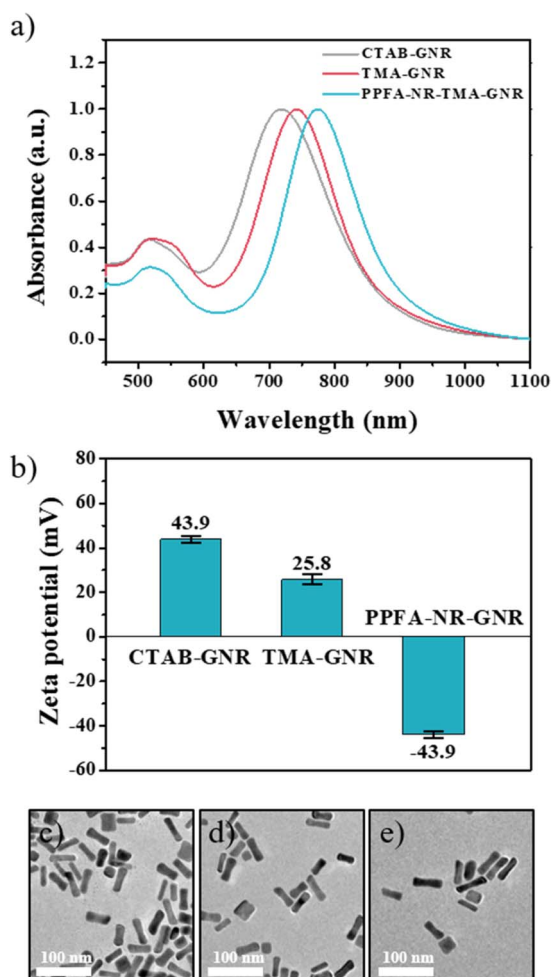 a)
CTAB-GNR
TMA-GNR
PPFA-NR-TMA-GNR
1.2
1.0
0.8
0.6
0.4
0.2
0.0
Absorbance (a.u.)
500 600 700 800 900 1000 1100
Wavelength (nm)
b)
80
60
40
20
0
-20
-40
-60
Zeta potential (mV)
43.9
25.8
PPFA-NR-GNR
CTAB-GNR TMA-GNR
-43.9
c) d) e)
100 nm 100 nm 100 nm